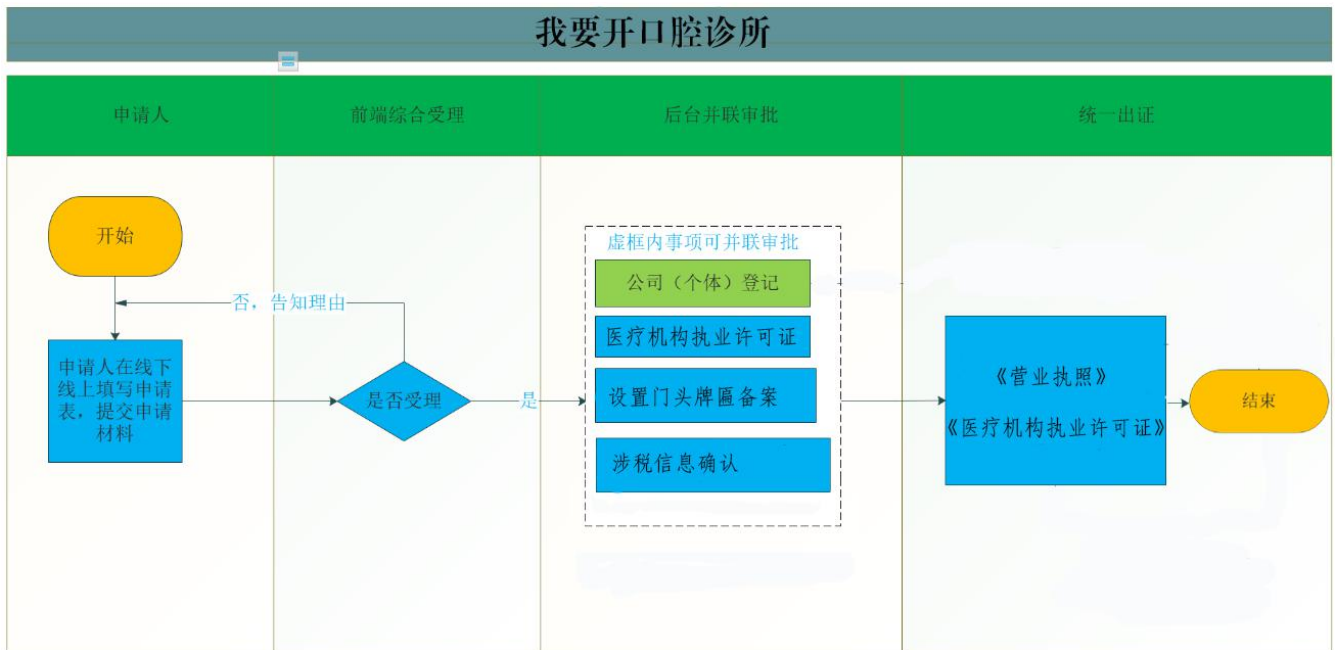 我要开口腔诊所
申请人
前端综合受理
后台并联审批
统一出证
开始
否，告知理由
申请人在线下
线上填写申请
表，提交申请
材料
是否受理
是
虚框内事项可并联审批
公司（个体）登记
医疗机构执业许可证
设置门头牌匾备案
涉税信息确认
《营业执照》
《医疗机构执业许可证》
结束